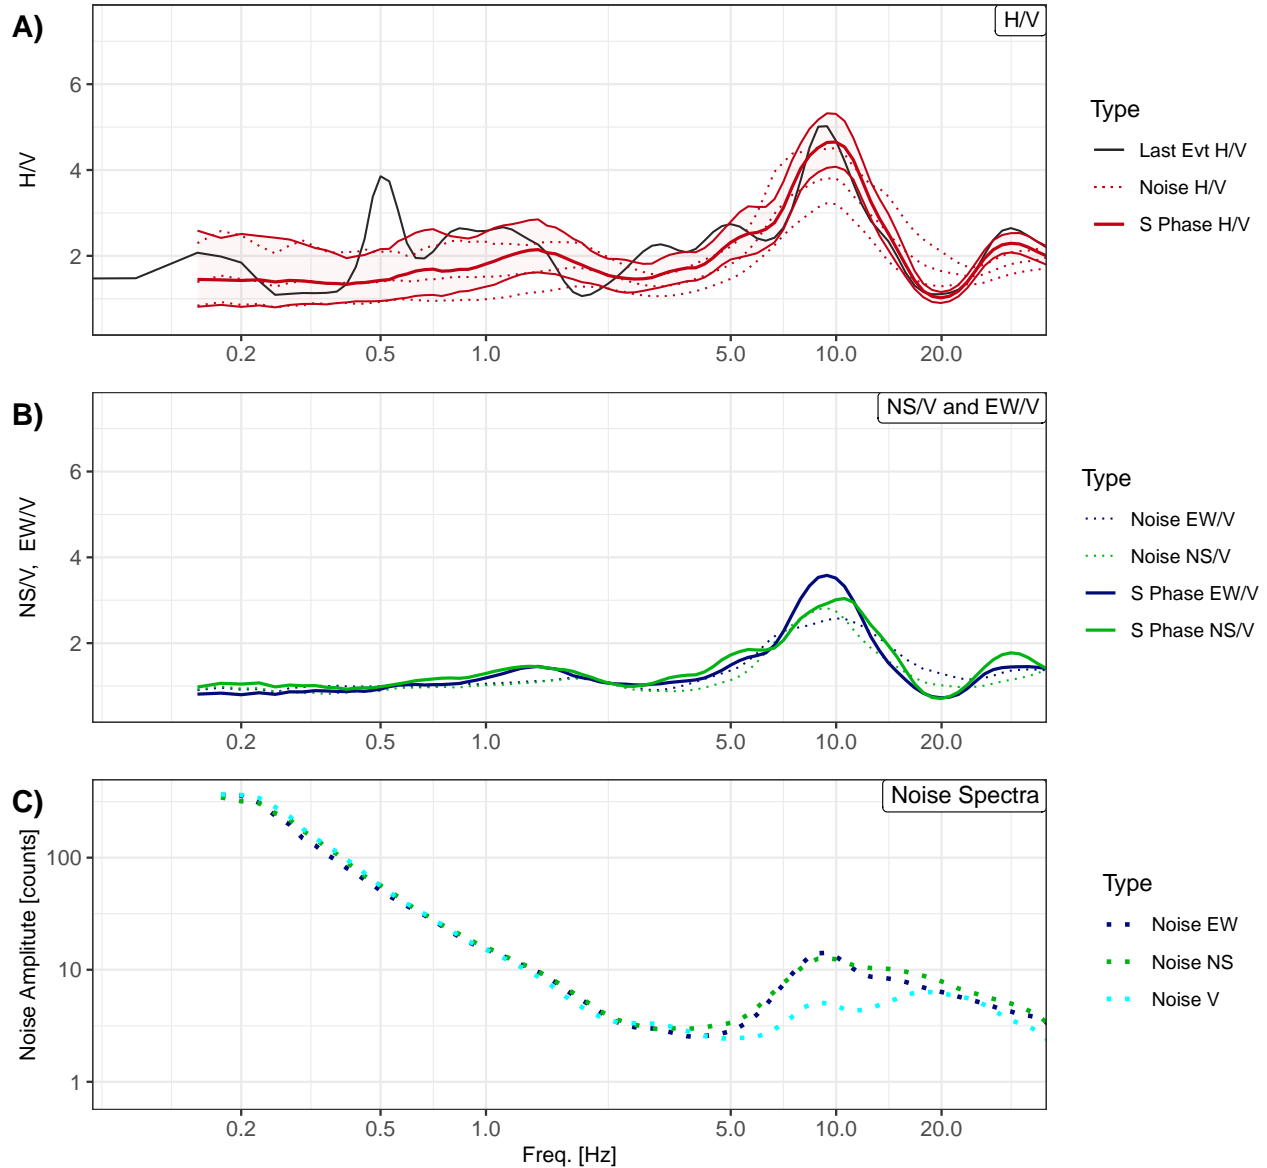 A)
H/V
6
4
2
H/V
0.2 0.5 1.0 5.0 10.0 20.0
Type
Last Evt H/V
Noise H/V
S Phase H/V
B)
NS/V and EW/V
6
4
2
NS/V, EW/V
0.2 0.5 1.0 5.0 10.0 20.0
Type
Noise EW/V
Noise NS/V
S Phase EW/V
S Phase NS/V
C)
Noise Spectra
100
10
1
Noise Amplitute [counts]
0.2 0.5 1.0 5.0 10.0 20.0
Freq. [Hz]
Type
Noise EW
Noise NS
Noise V